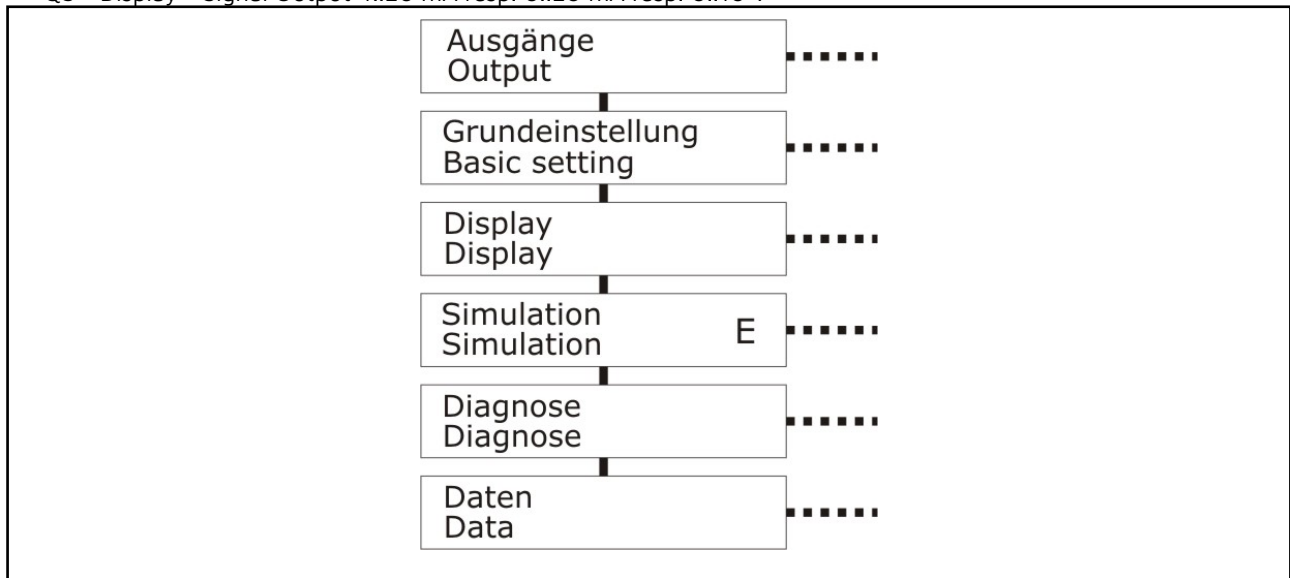 Ausgänge
Output
Grundeinstellung
Basic setting
Display
Display
Simulation
Simulation E
Diagnose
Diagnose
Daten
Data